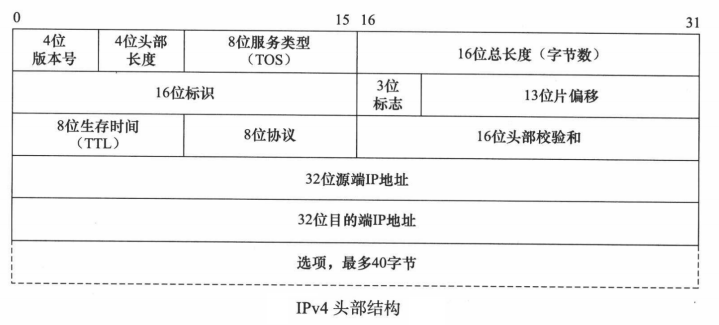 0 15 16 31
4位 4位头部 8位服务类型
版本号 长度 (TOS) 16位总长度（字节数）
16位标识 3位 标志 13位片偏移
8位生存时间
(TTL) 8位协议 16位头部校验和
32位源端IP地址
32位目的端IP地址
选项，最多40字节
IPv4 头部结构